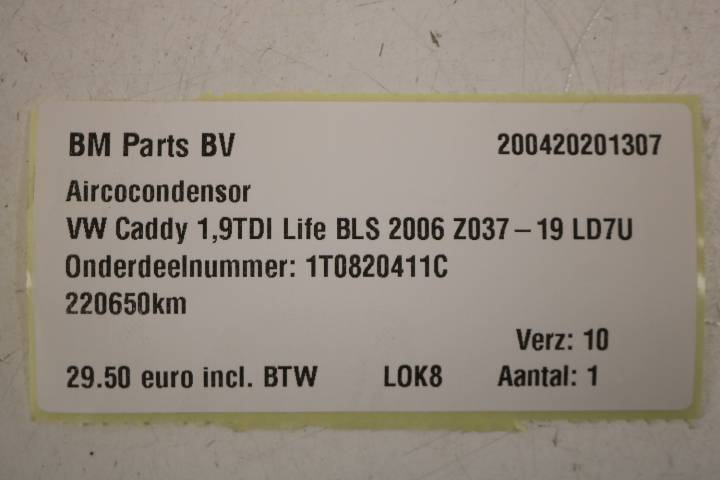 BM Parts BV 200420201307
Aircocondensor
VW Caddy 1,9TDI Life BLS 2006 Z037-19 LD7U
Onderdeelnummer: 1T0820411C
220650km
Verz: 10
29.50 euro incl. BTW LOK8 Aantal: 1